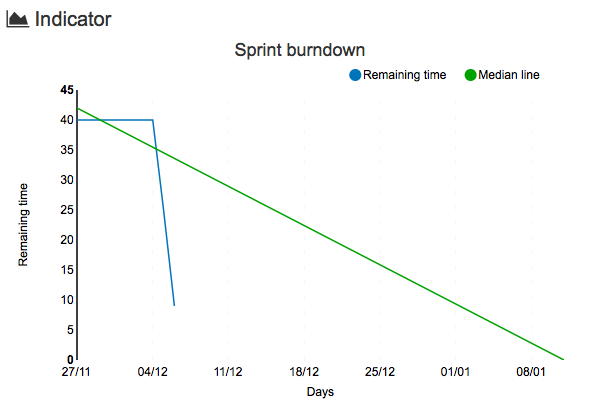 Indicator
Sprint burndown
Remaining time Median line
45
40
35
30
25
20
15
10
5
0
Remaining time
27/11 04/12 11/12 18/12 25/12 01/01 08/01
Days